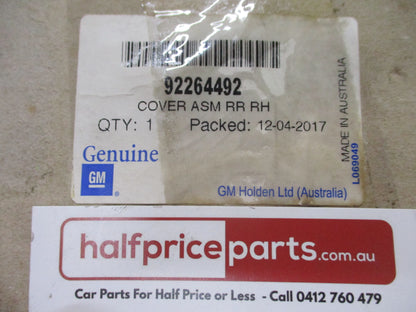 92264492
COVER ASM RR RH
QTY: 1 Packed: 12-04-2017
Genuine
GM
GM Holden Ltd (Australia)
MADE IN AUSTRALIA
L069049
halfpriceparts.com.au
Car Parts For Half Price or Less - Call 0412 760 479